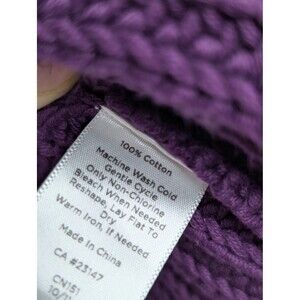 100% Cotton
Machine Wash Cold
Gentle Cycle
Only Non-Chlorine
Bleach When Needed
Reshape, Lay Flat To
Dry
Warm Iron, If Needed
Made In China
CA #23147
CN151